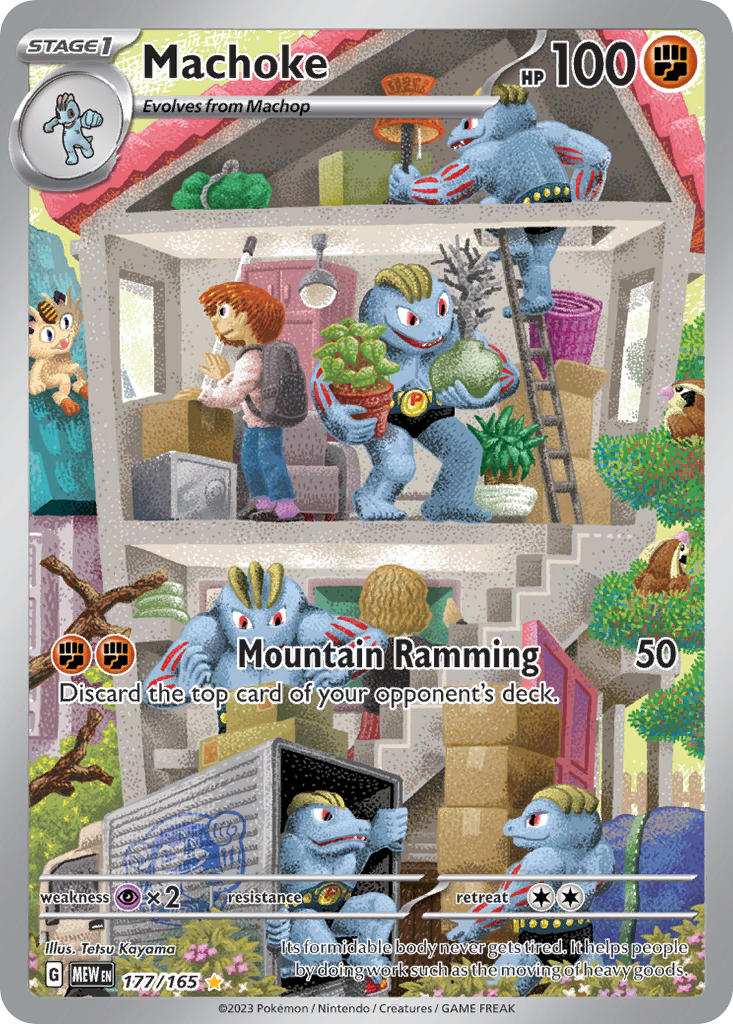 STAGE1
Machoke
HP 100
Evolves from Machop
P
Mountain Ramming 50
Discard the top card of your opponent's deck.
weakness ×2 resistance retreat
Illus. Tetsu Kayama
Its formidable body never gets tired. It helps people
by doing work such as the moving of heavy goods.
G MEW EN 177/165
©2023 Pokémon / Nintendo / Creatures / GAME FREAK